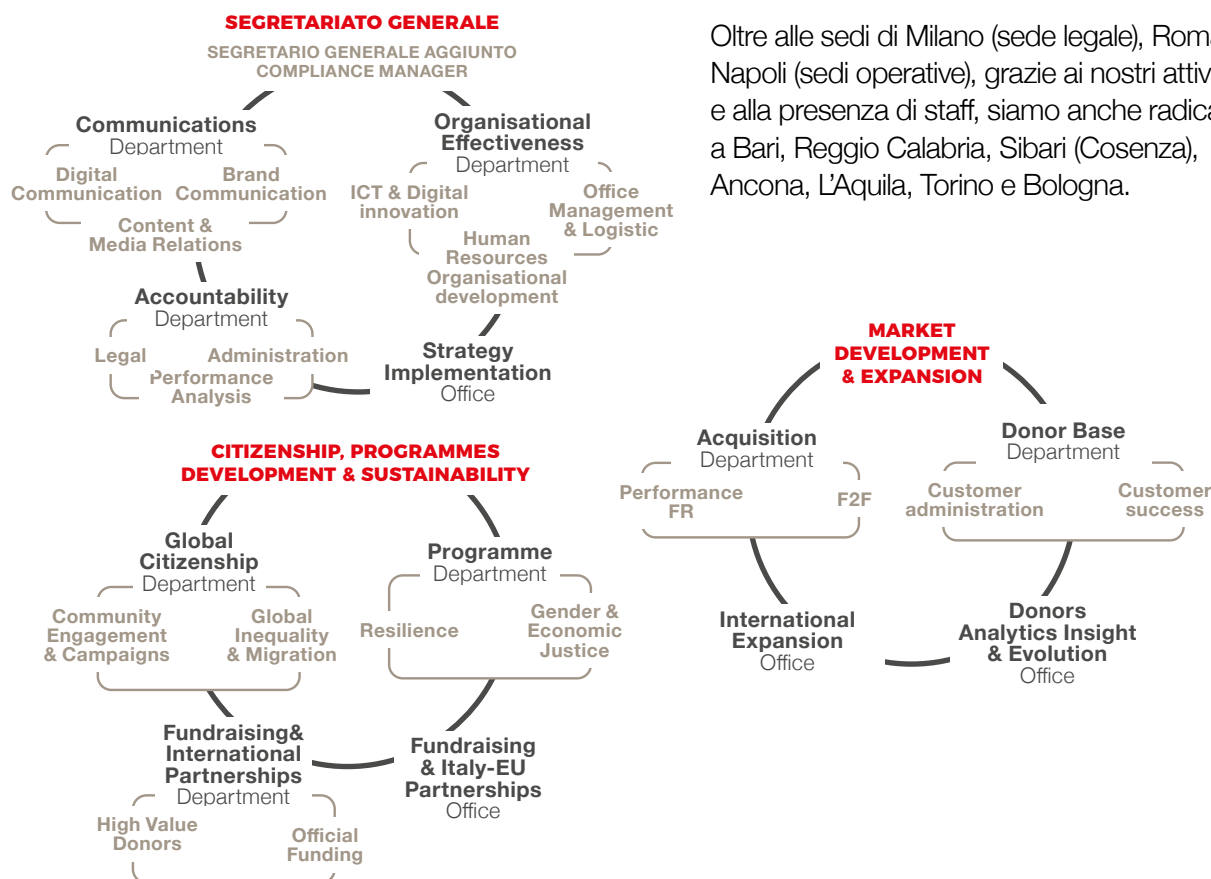 SEGRETARIATO GENERALE
SEGRETARIO GENERALE AGGIUNTO
COMPLIANCE MANAGER
Communications
Department
Digital
Communication
Brand
Communication
Content &
Media Relations
Organisational
Effectiveness
Department
ICT & Digital
innovation
Office
Management
& Logistic
Human
Resources
Organisational
development
Accountability
Department
Legal
Administration
Performance
Analysis
Strategy
Implementation
Office
Oltre alle sedi di Milano (sede legale),
Napoli (sedi operative), grazie ai nostri
e alla presenza di staff, siamo anche
a Bari, Reggio Calabria, Sibari (Cosenza),
Ancona, L’Aquila, Torino e Bologna.
CITIZENSHIP, PROGRAMMES
DEVELOPMENT & SUSTAINABILITY
Global
Citizenship
Department
Community
Engagement
& Campaigns
Global
Inequality
& Migration
Programme
Department
Resilience
Gender &
Economic
Justice
Fundraising&
International
Partnerships
Department
High Value
Donors
Official
Funding
Fundraising
& Italy-EU
Partnerships
Office
MARKET
DEVELOPMENT
& EXPANSION
Acquisition
Department
Performance
FR
F2F
Donor Base
Department
Customer
administration
Customer
success
International
Expansion
Office
Donors
Analytics Insight
& Evolution
Office